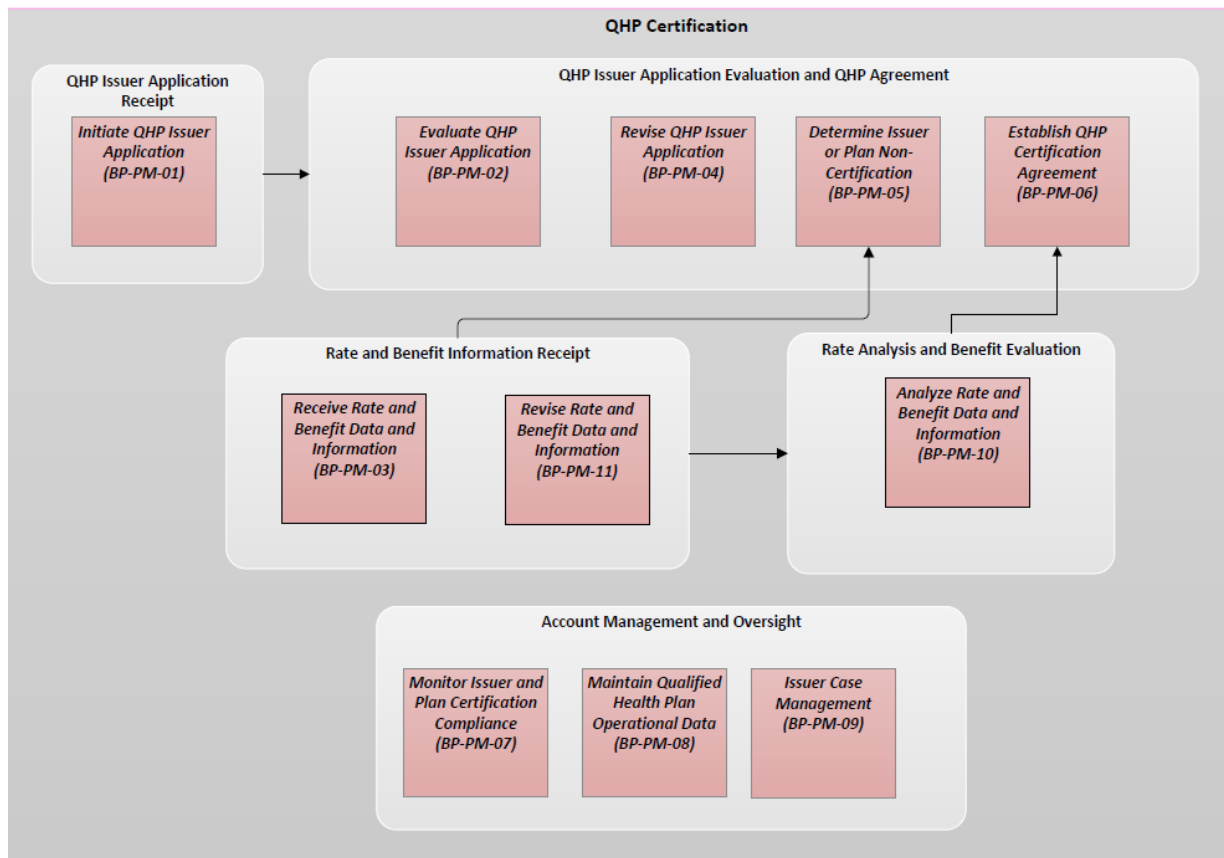 QHP Certification
QHP Issuer Application
Receipt
Initiate QHP Issuer
Application
(BP-PM-01)
QHP Issuer Application Evaluation and QHP Agreement
Evaluate QHP
Issuer Application
(BP-PM-02)
Revise QHP Issuer
Application
(BP-PM-04)
Determine Issuer
or Plan Non-
Certification
(BP-PM-05)
Establish QHP
Certification
Agreement
(BP-PM-06)
Rate and Benefit Information Receipt
Receive Rate and
Benefit Data and
Information
(BP-PM-03)
Revise Rate and
Benefit Data and
Information
(BP-PM-11)
Rate Analysis and Benefit Evaluation
Analyze Rate and
Benefit Data and
Information
(BP-PM-10)
Account Management and Oversight
Monitor Issuer and
Plan Certification
Compliance
(BP-PM-07)
Maintain Qualified
Health Plan
Operational Data
(BP-PM-08)
Issuer Case
Management
(BP-PM-09)